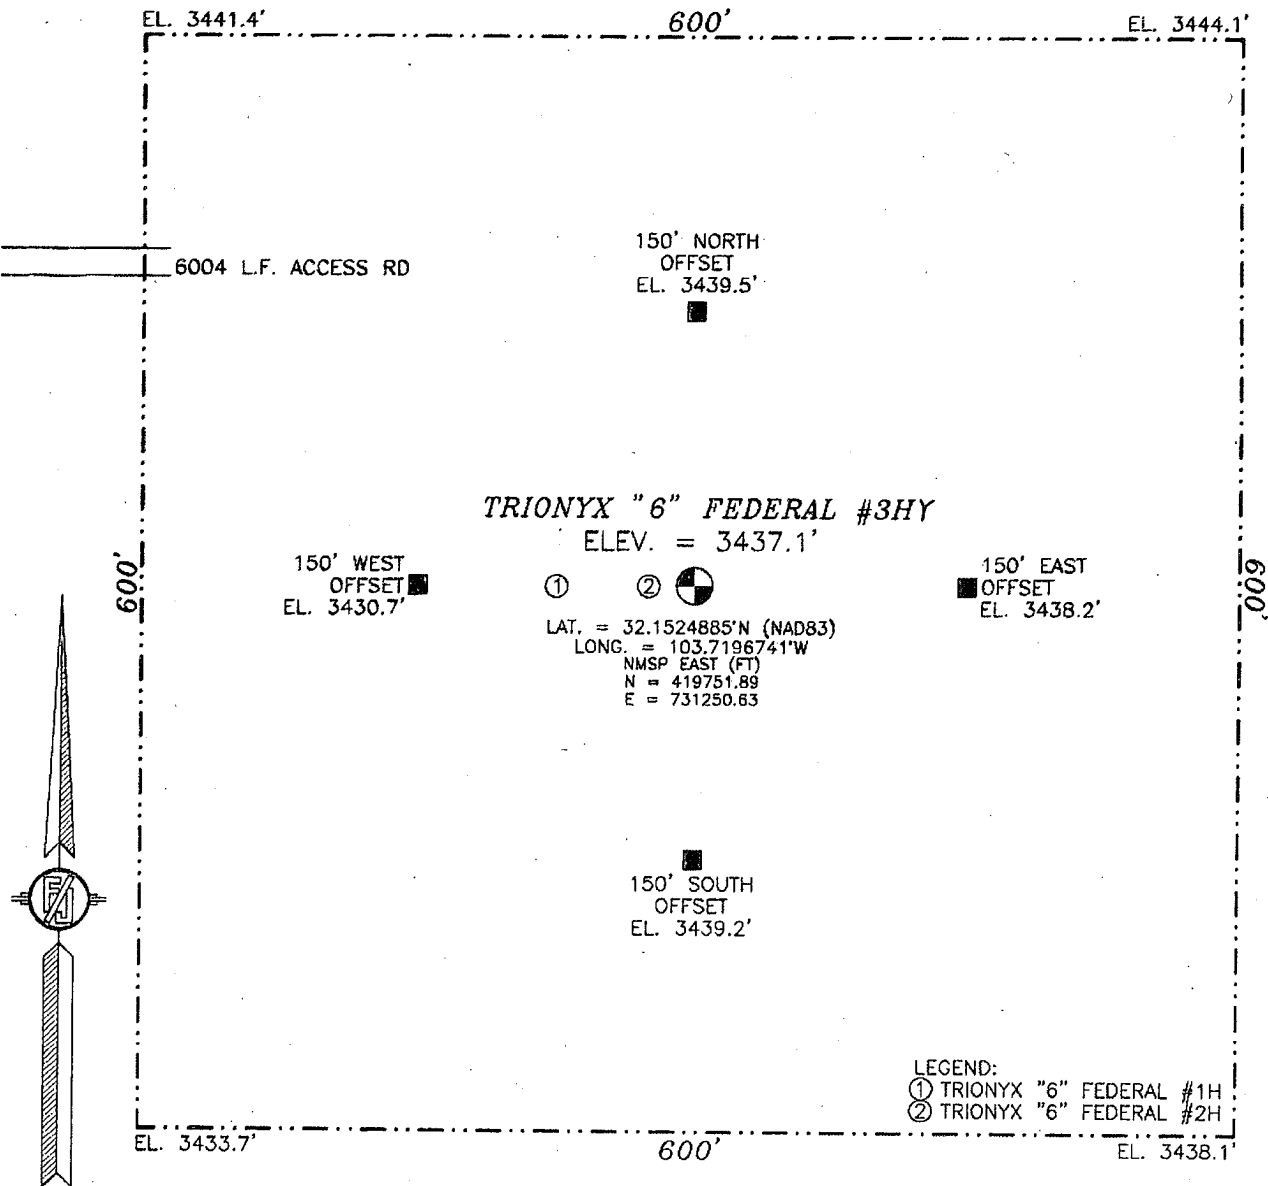 EL. 3441.4'
600'
EL. 3444.1'
150' NORTH
OFFSET
EL. 3439.5'
6004 L.F. ACCESS RD
TRIONYX "6" FEDERAL #3HY
ELEV. = 3437.1'
600'
150' WEST
OFFSET
EL. 3430.7'
1
2
150' EAST
OFFSET
EL. 3438.2'
600'
LAT. = 32.1524885°N (NAD83)
LONG. = 103.7196741°W
NMSP EAST (FT)
N = 419751.89
E = 731250.63
150' SOUTH
OFFSET
EL. 3439.2'
LEGEND:
1 TRIONYX "6" FEDERAL #1H
2 TRIONYX "6" FEDERAL #2H
EL. 3433.7'
600'
EL. 3438.1'